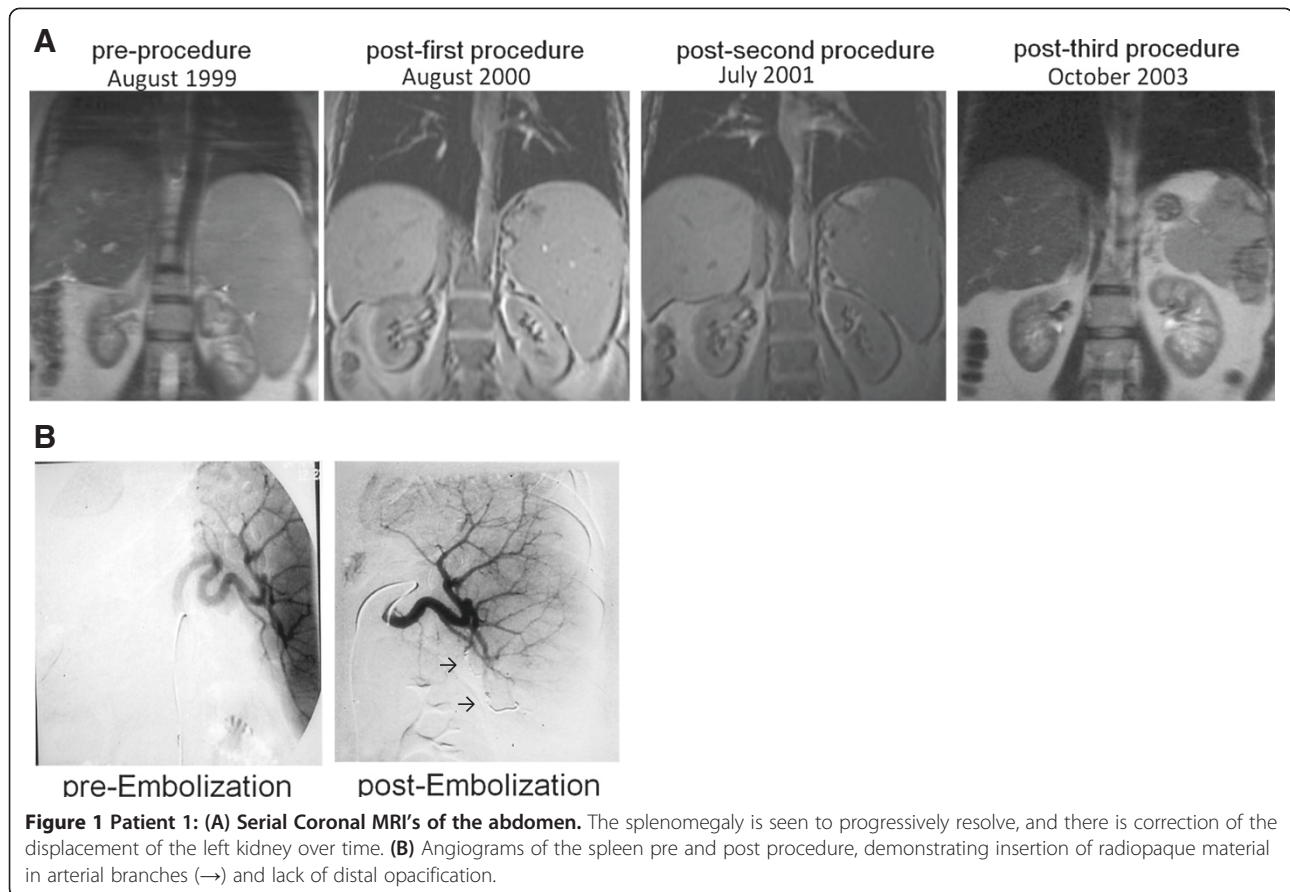 A
pre-procedure
August 1999
post-first procedure
August 2000
post-second procedure
July 2001
post-third procedure
October 2003
B
pre-Embolization
post-Embolization
Figure 1 Patient 1: (A) Serial Coronal MRI's of the abdomen. The splenomegaly is seen to progressively resolve, and there is correction of the
displacement of the left kidney over time. (B) Angiograms of the spleen pre and post procedure, demonstrating insertion of radiopaque material
in arterial branches (→) and lack of distal opacification.